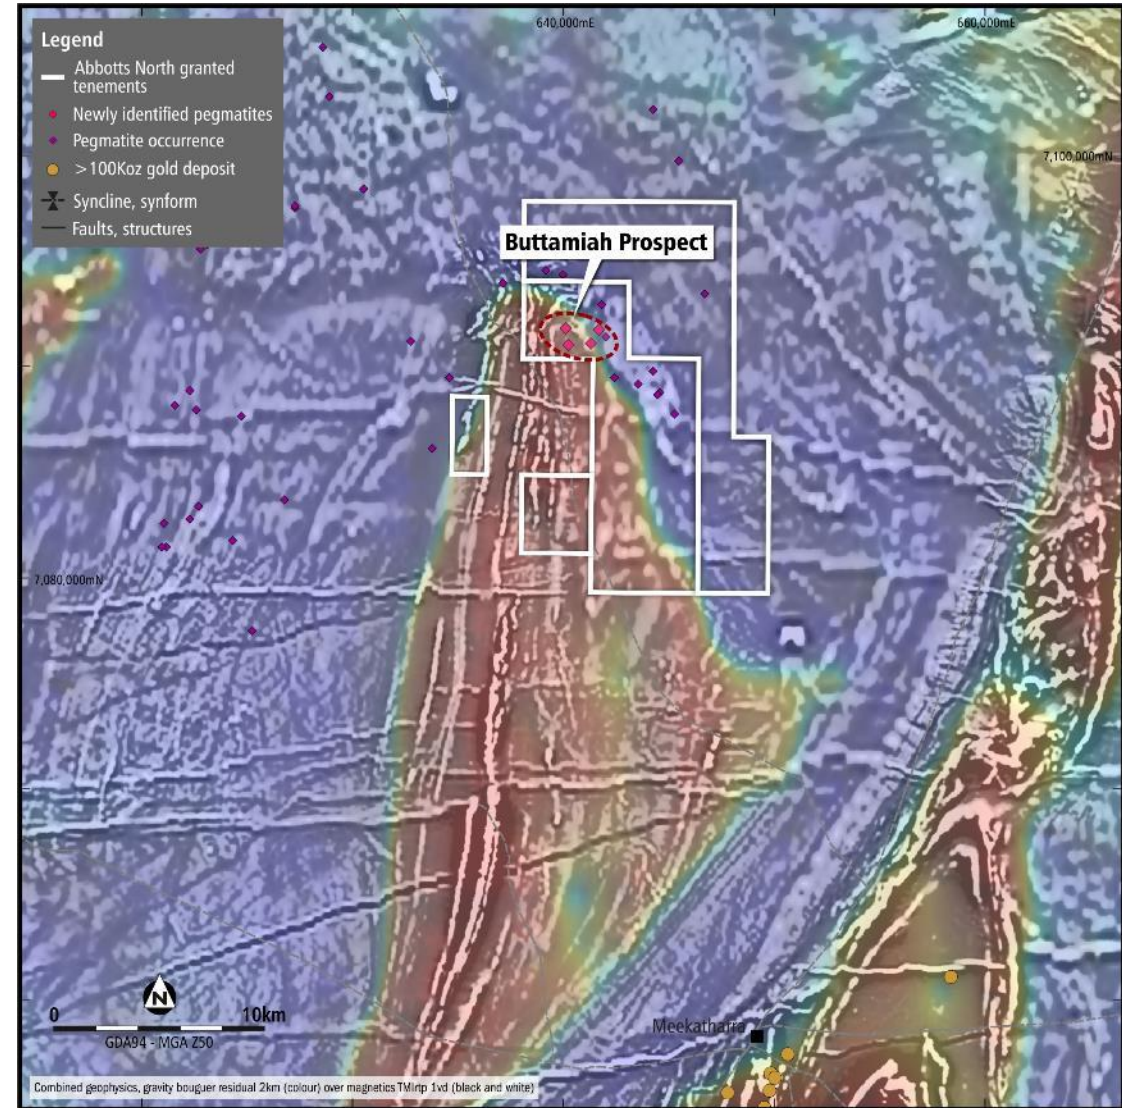 640,000mE
660,000mE
Legend
Abbotts North granted
tenements
Newly identified pegmatites
Pegmatite occurrence
>100Koz gold deposit
Syncline, synform
Faults, structures
7,100,000mN
Buttamiah Prospect
7,080,000mN
N
0 10km
GDA94 - MGA Z50
Meekatharra
Combined geophysics, gravity bouguer residual 2km (colour) over magnetics TMIrtp 1vd (black and white)